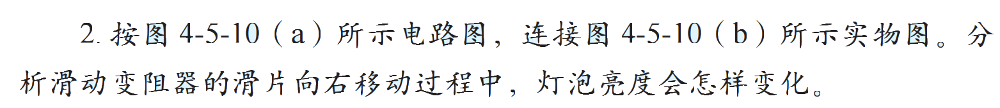 2. 按图 4-5-10（a）所示电路图，连接图 4-5-10（b）所示实物图。分
析滑动变阻器的滑片向右移动过程中，灯泡亮度会怎样变化。